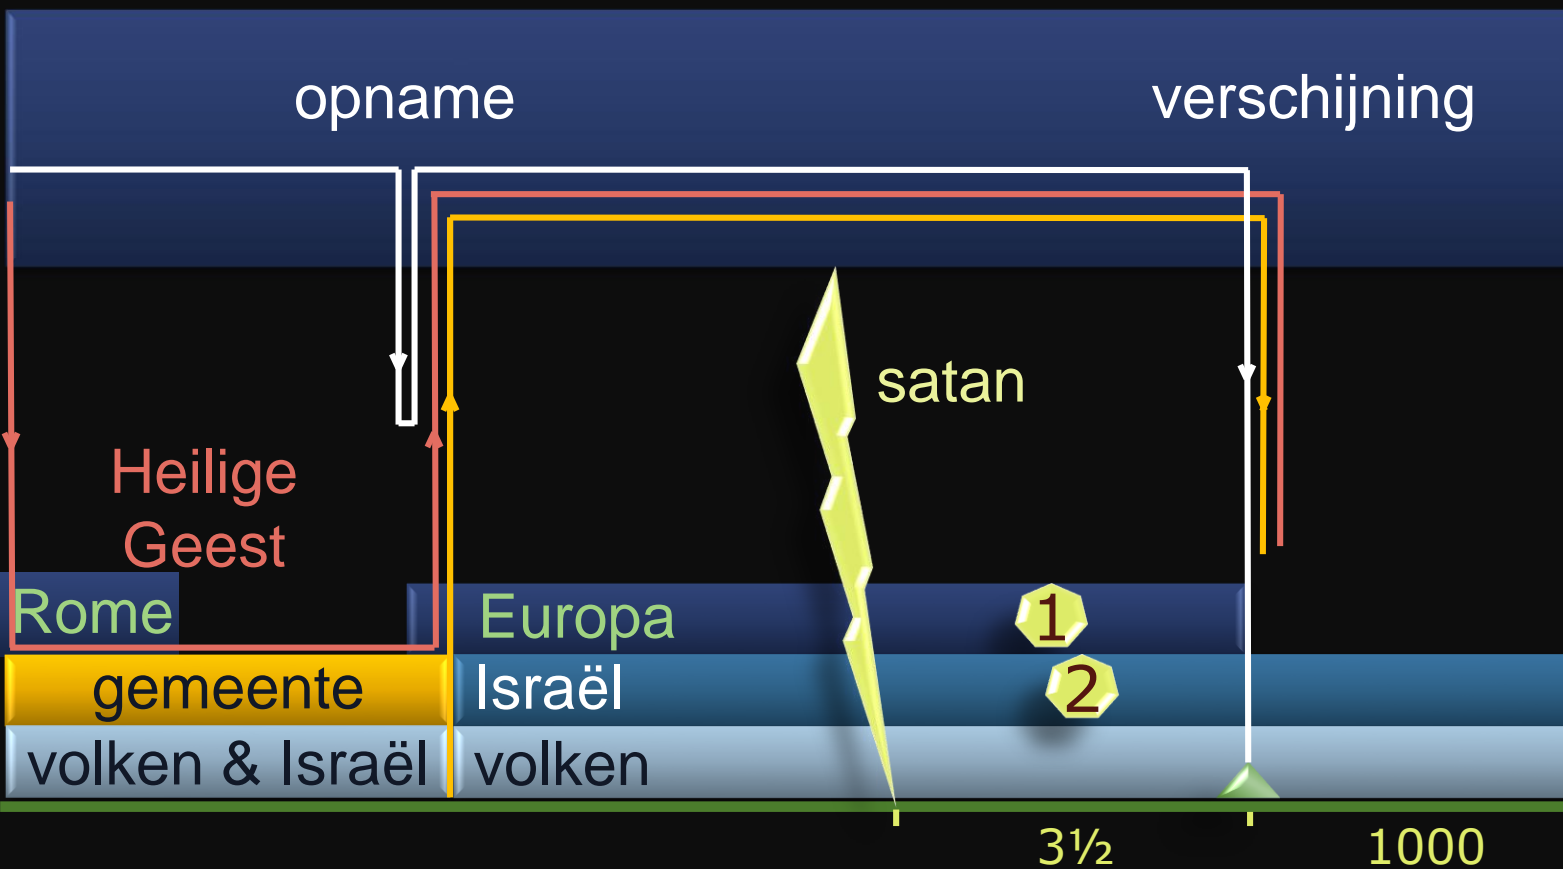 opname
verschijning
satan
Heilige
Geest
Rome
Europa
1
gemeente
Israël
2
volken & Israël
volken
3½
1000